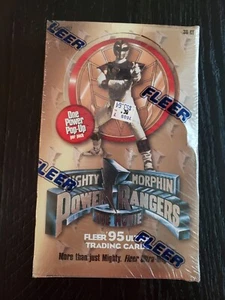 FLEER
One
Power
Pop-Up
per pack
FLEER
FLEER
MIGHTY MORPHIN
POWER RANGERS
THE MOVIE
FLEER 95 ULTRA
TRADING CARDS
More than just Mighty. Fleer Ultra
FLEER